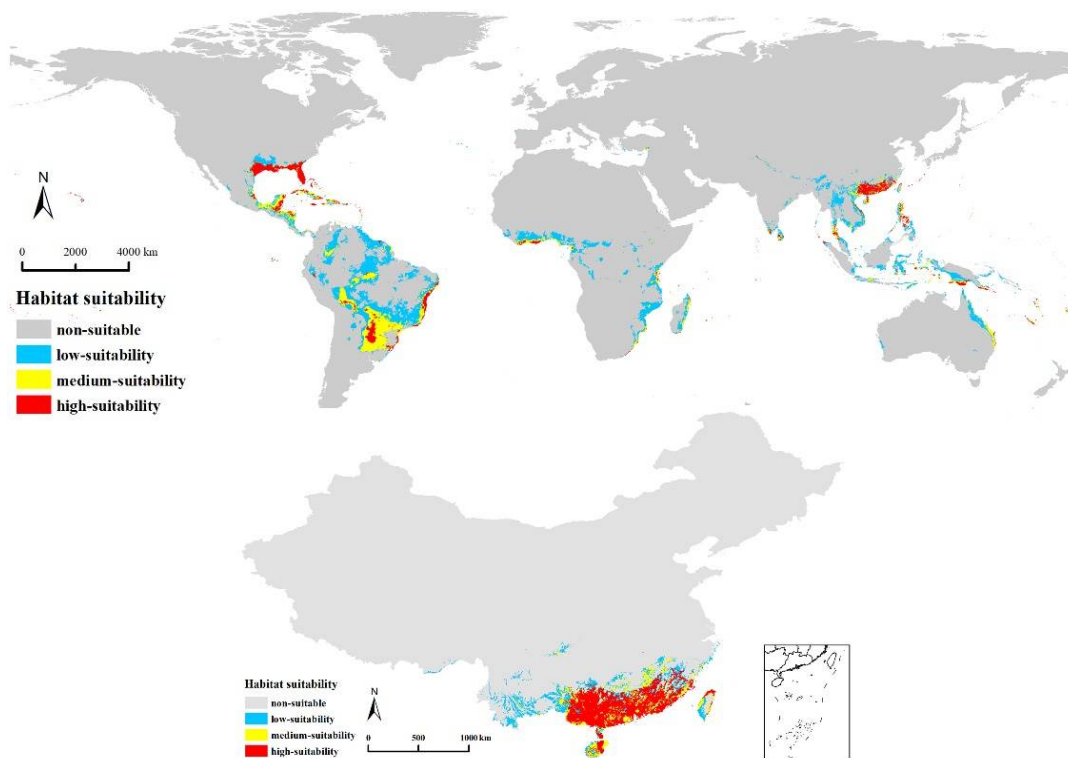 N
0 2000 4000 km
Habitat suitability
non-suitable
low-suitability
medium-suitability
high-suitability
Habitat suitability
non-suitable
low-suitability
medium-suitability
high-suitability
N
0 500 1000 km